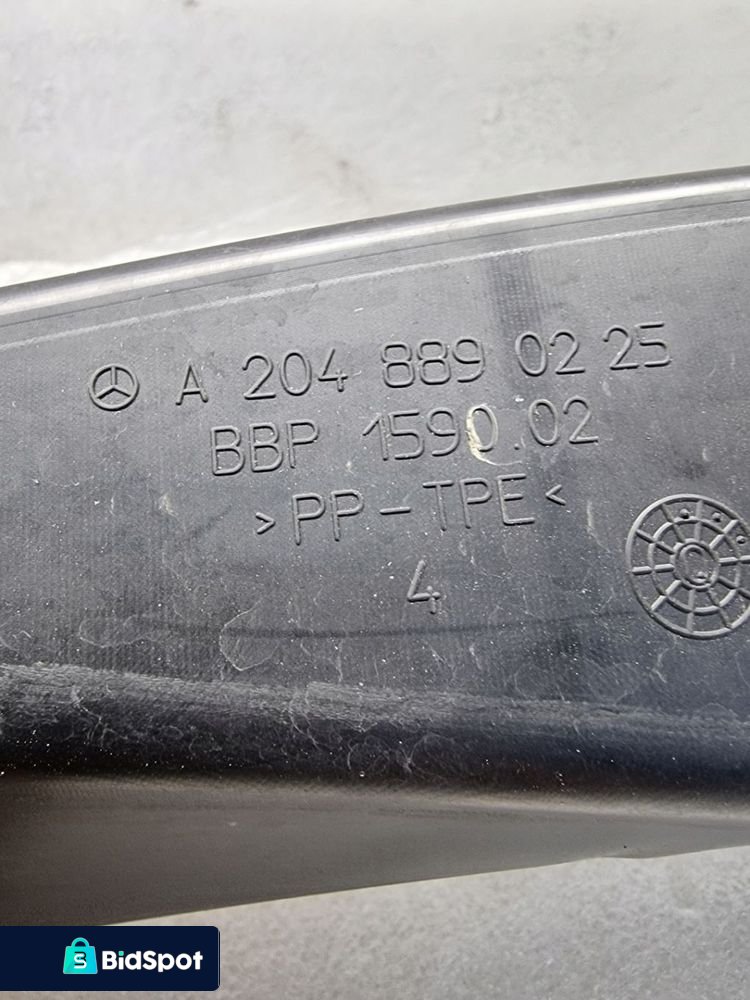 A 204 889 02 25
BBP 1590.02
>PP-TPE<
4
BidSpot